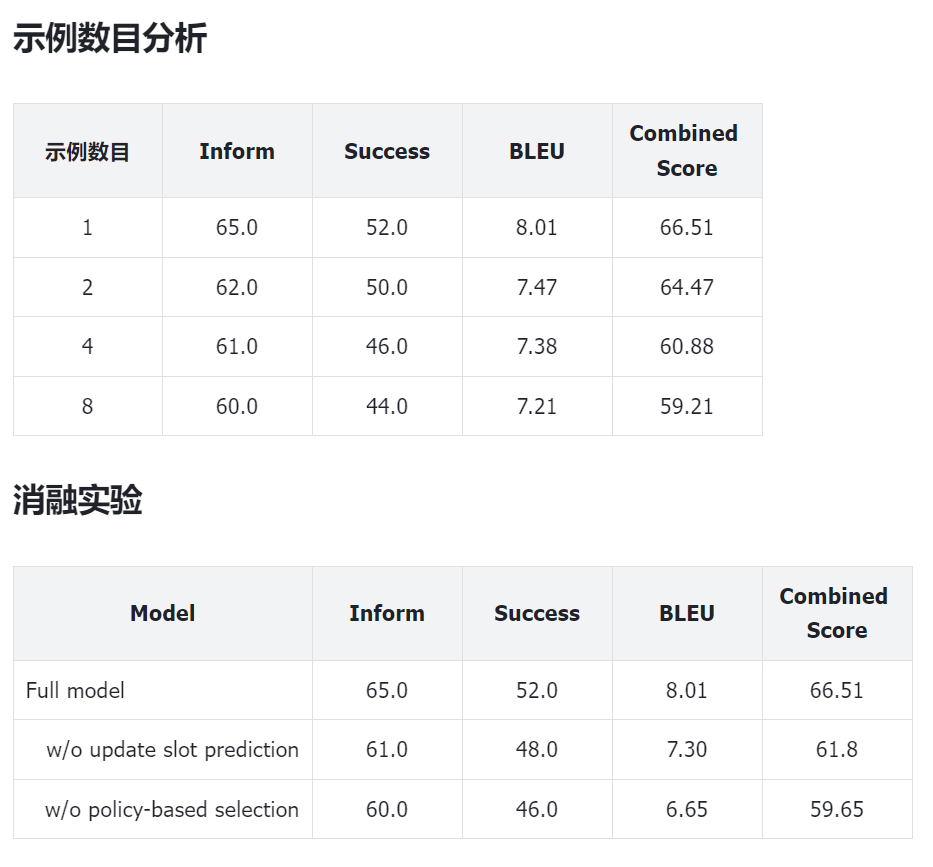 示例数目分析
示例数目 Inform Success BLEU Combined Score
1 65.0 52.0 8.01 66.51
2 62.0 50.0 7.47 64.47
4 61.0 46.0 7.38 60.88
8 60.0 44.0 7.21 59.21
消融实验
Model Inform Success BLEU Combined Score
Full model 65.0 52.0 8.01 66.51
w/o update slot prediction 61.0 48.0 7.30 61.8
w/o policy-based selection 60.0 46.0 6.65 59.65